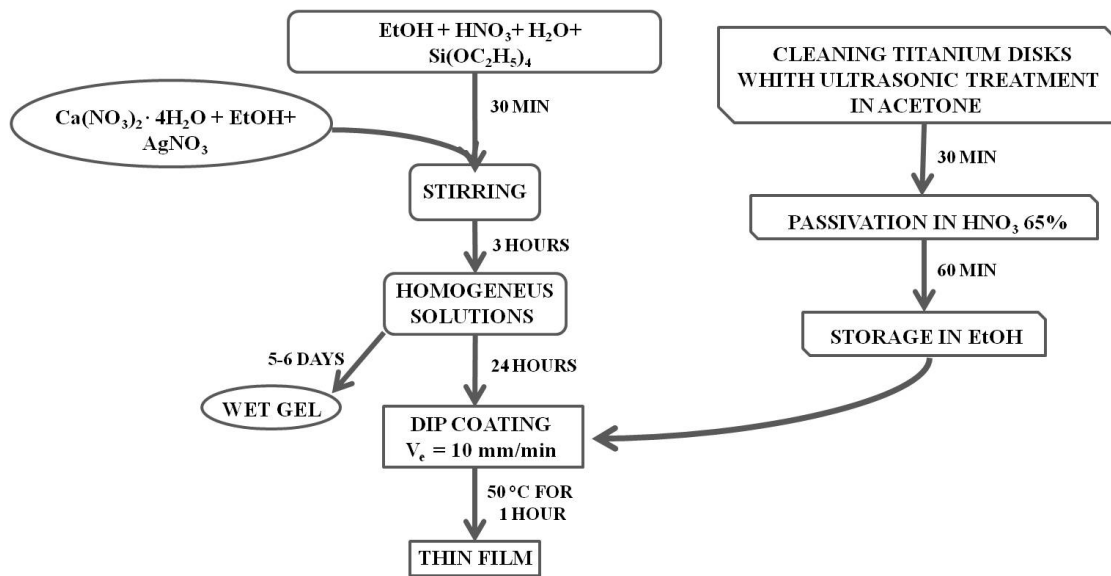 EtOH + HNO₃+ H₂O+
Si(OC₂H₅)₄
30 MIN
Ca(NO₃)₂ · 4H₂O + EtOH+
AgNO₃
STIRRING
3 HOURS
HOMOGENEUS
SOLUTIONS
5-6 DAYS
24 HOURS
WET GEL
DIP COATING
Vₑ = 10 mm/min
50 °C FOR
1 HOUR
THIN FILM
CLEANING TITANIUM DISKS
WHITH ULTRASONIC TREATMENT
IN ACETONE
30 MIN
PASSIVATION IN HNO₃ 65%
60 MIN
STORAGE IN EtOH